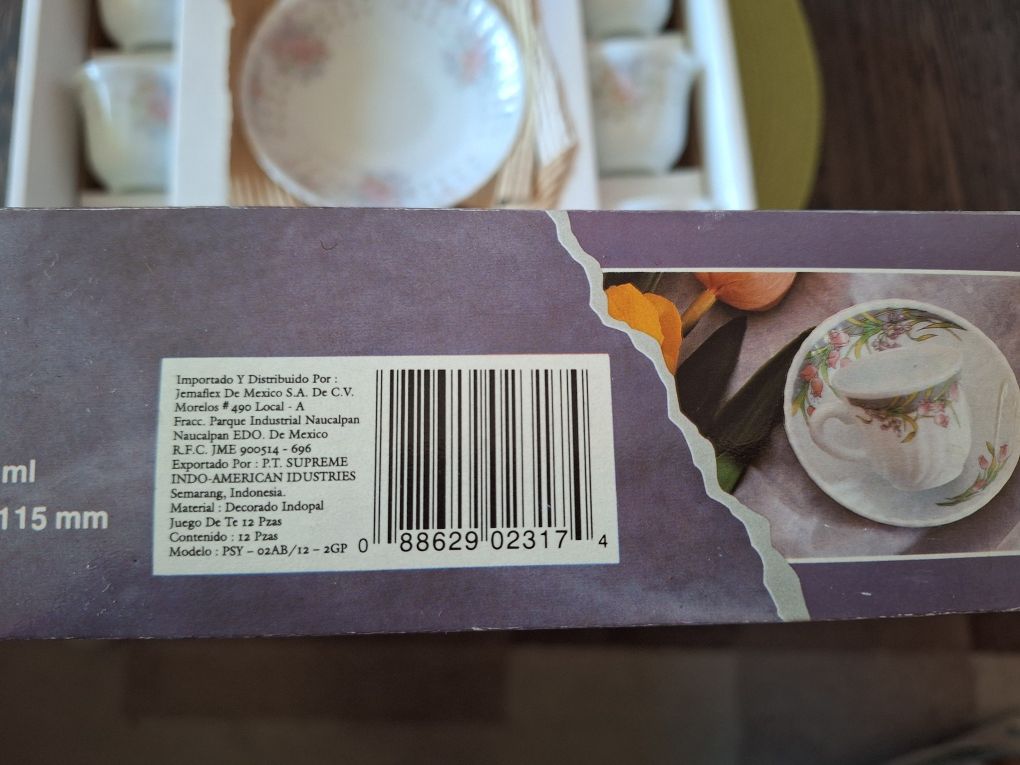 ml
115 mm
Importado Y Distribuido Por :
Jemaflex De Mexico S.A. De C.V.
Morelos # 490 Local - A
Fracc. Parque Industrial Naucalpan
Naucalpan EDO. De Mexico
R.F.C. JME 900514 - 696
Exportado Por : P.T. SUPREME
INDO-AMERICAN IDUSTRIES
Semarang, Indonesia.
Material : Decorado Indopal
Juego De Te 12 Pzas
Contenido : 12 Pzas
Modelo : PSY – 02AB/12 – 2GP
0 88629 02317 4